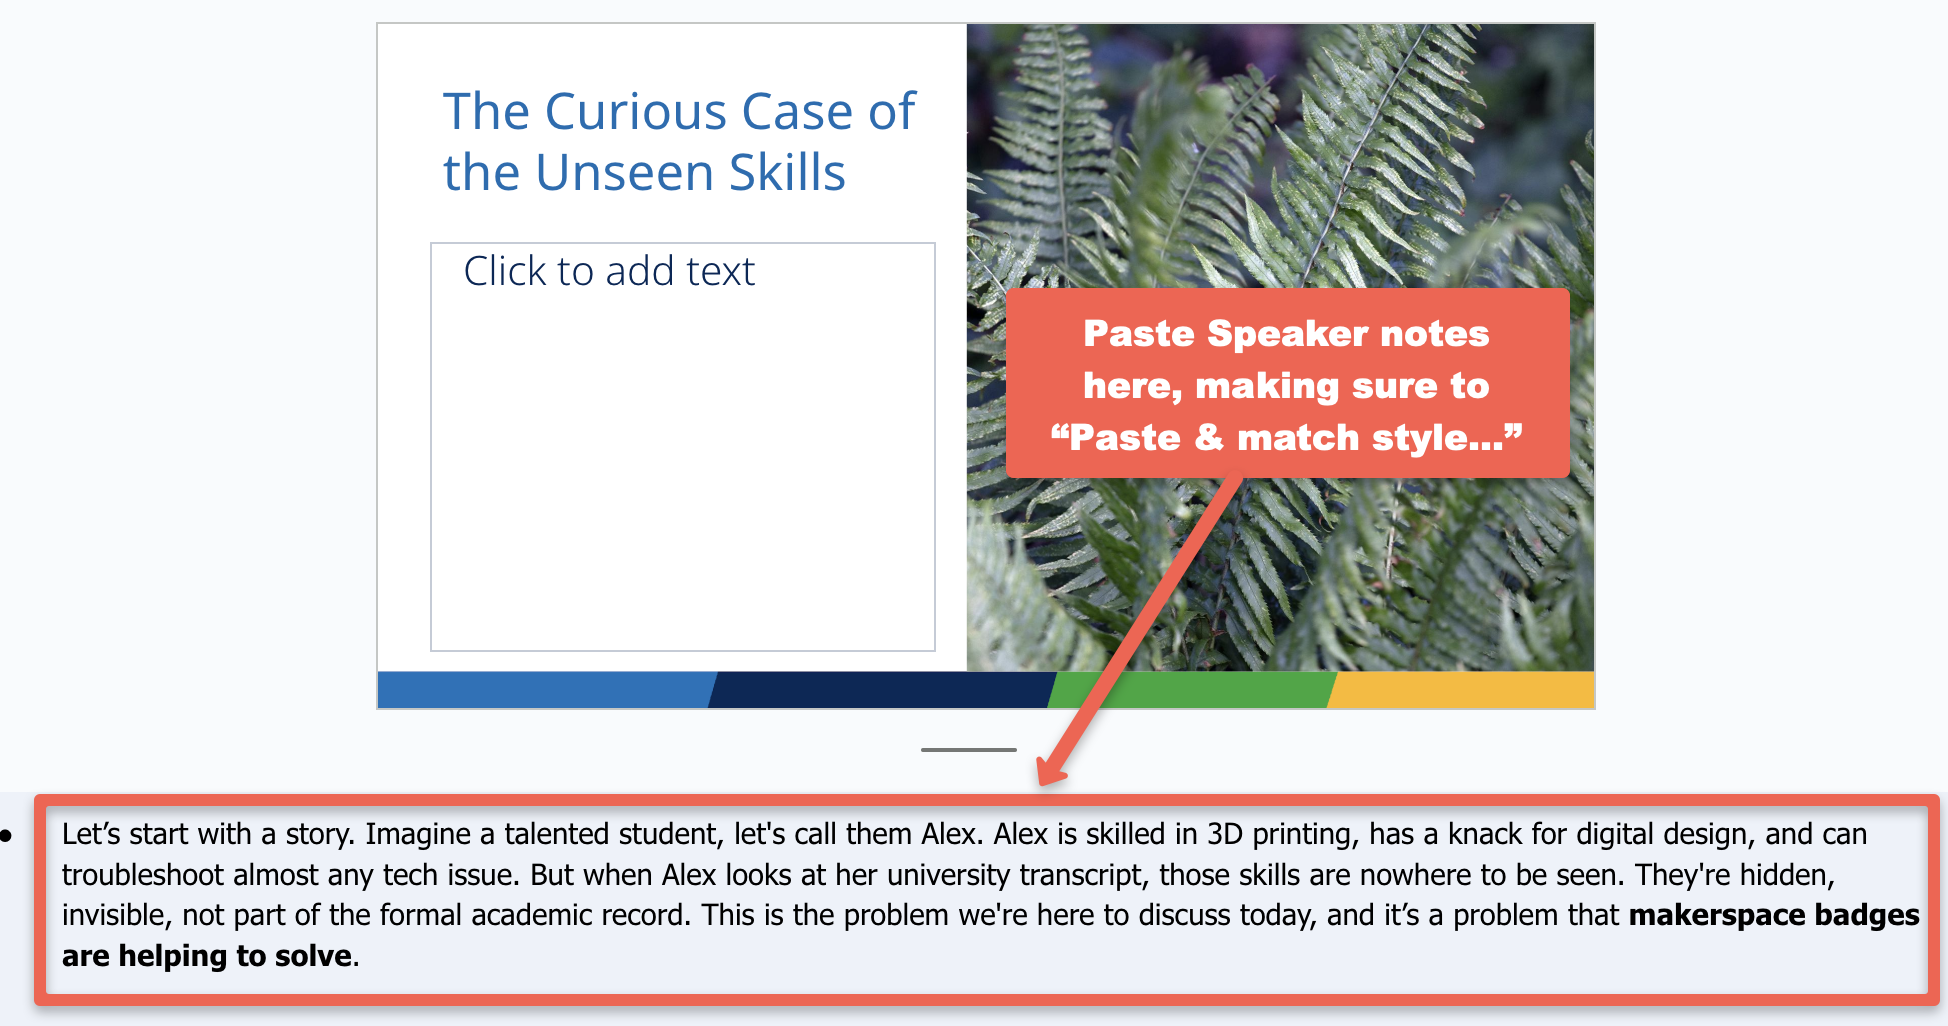 The Curious Case of
the Unseen Skills
Click to add text
Paste Speaker notes
here, making sure to
“Paste & match style...”
• Let’s start with a story. Imagine a talented student, let's call them Alex. Alex is skilled in 3D printing, has a knack for digital design, and can
troubleshoot almost any tech issue. But when Alex looks at her university transcript, those skills are nowhere to be seen. They're hidden,
invisible, not part of the formal academic record. This is the problem we're here to discuss today, and it’s a problem that makerspace badges
are helping to solve.